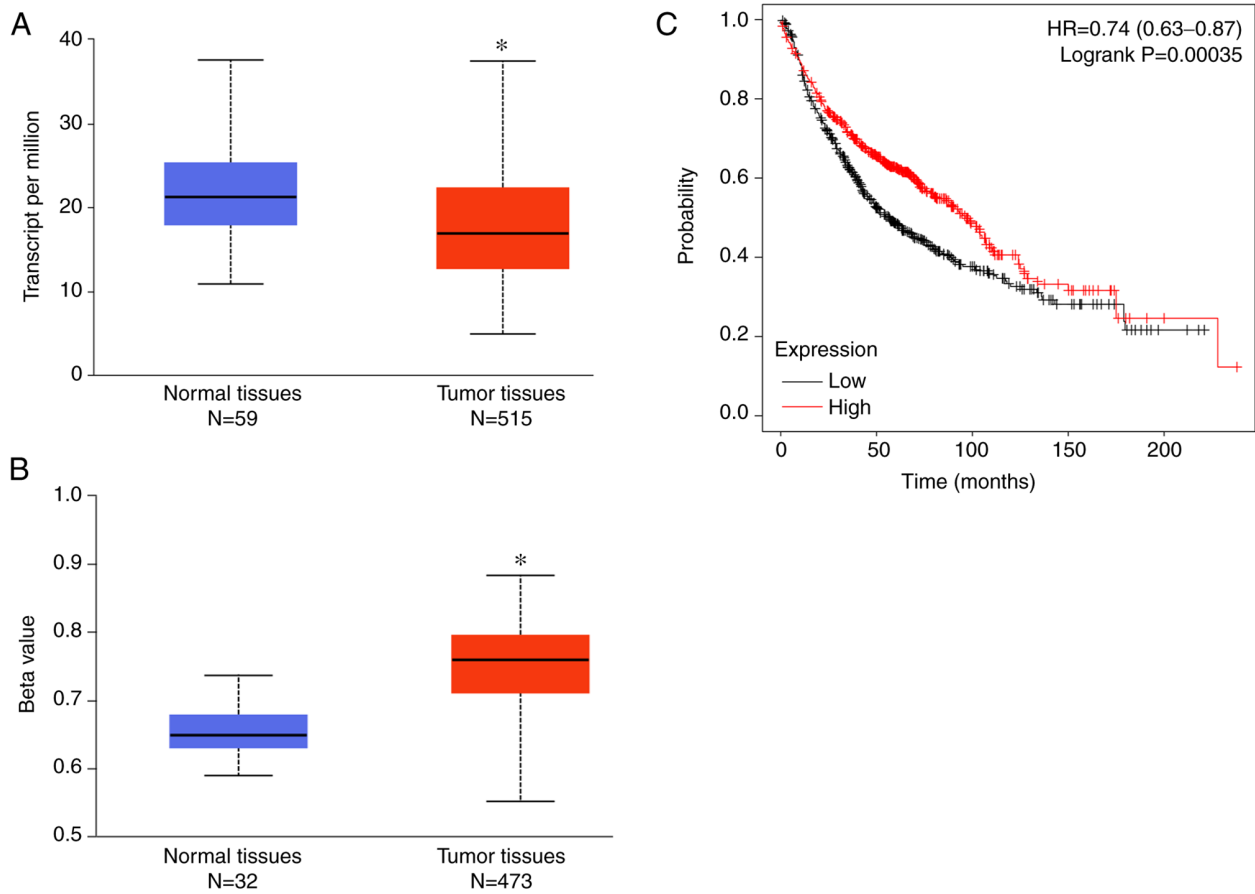 A
Transcript per million
40
30
20
10
0
*
Normal tissues
N=59
Tumor tissues
N=515
B
Beta value
1.0
0.9
0.8
0.7
0.6
0.5
*
Normal tissues
N=32
Tumor tissues
N=473
C
Probability
1.0
0.8
0.6
0.4
0.2
0.0
HR=0.74 (0.63–0.87)
Logrank P=0.00035
Expression
Low
High
0 50 100 150 200
Time (months)